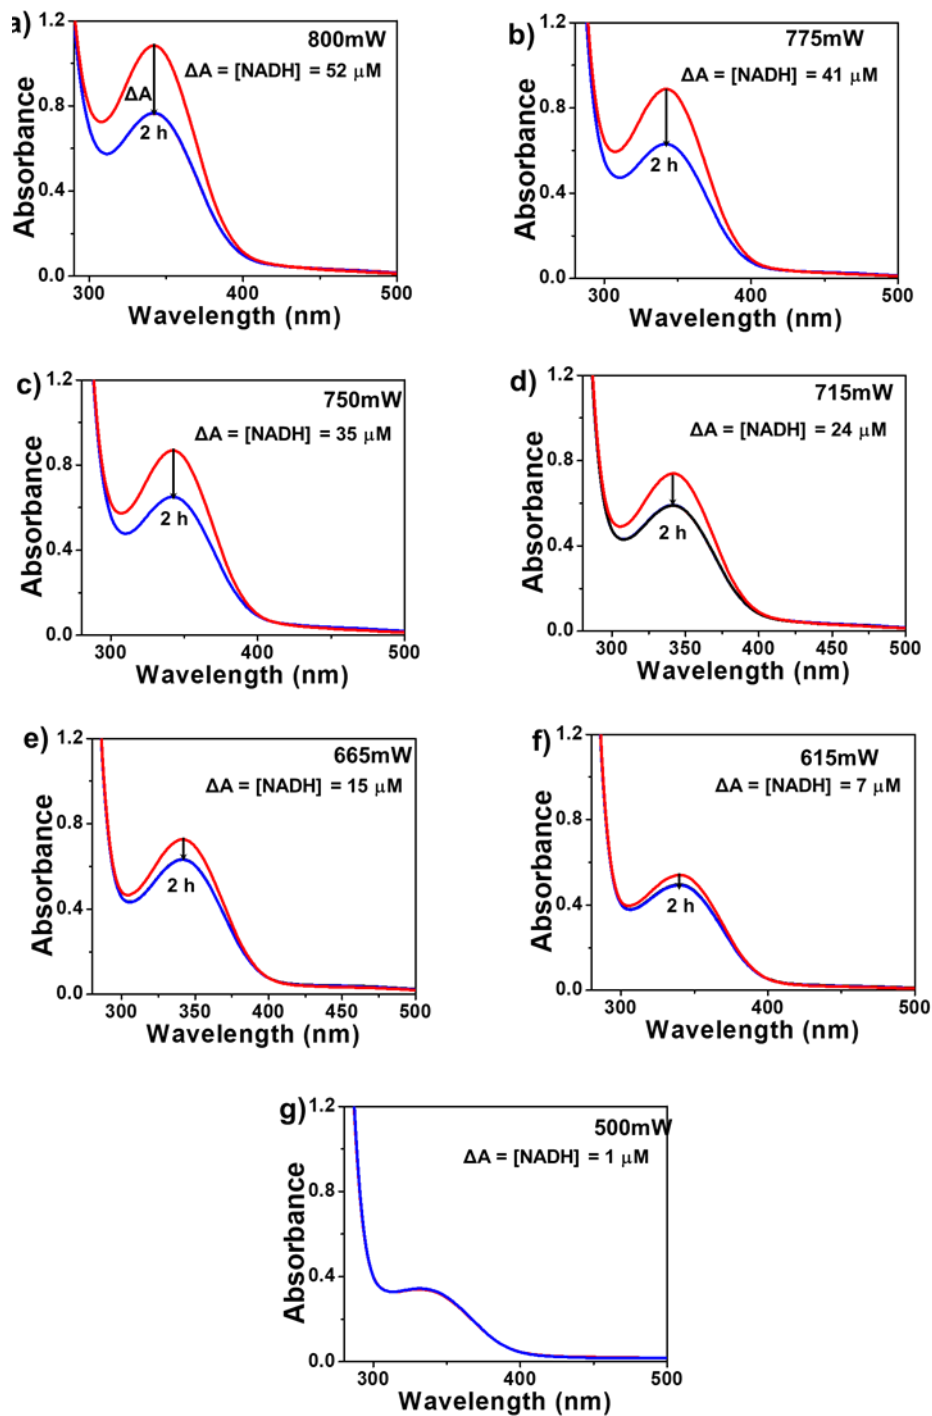 a)
800mW
ΔA = [NADH] = 52 μM
ΔA
2 h
Absorbance
1.2
0.8
0.4
0.0
300
400
500
Wavelength (nm)
b)
775mW
ΔA = [NADH] = 41 μM
2 h
Absorbance
1.2
0.8
0.4
0.0
300
400
500
Wavelength (nm)
c)
750mW
ΔA = [NADH] = 35 μM
2 h
Absorbance
1.2
0.8
0.4
0.0
300
400
500
Wavelength (nm)
d)
715mW
ΔA = [NADH] = 24 μM
2 h
Absorbance
1.2
0.8
0.4
0.0
300
350
400
450
500
Wavelength (nm)
e)
665mW
ΔA = [NADH] = 15 μM
2 h
Absorbance
1.2
0.8
0.4
0.0
300
350
400
450
500
Wavelength (nm)
f)
615mW
ΔA = [NADH] = 7 μM
2 h
Absorbance
1.2
0.8
0.4
0.0
300
400
500
Wavelength (nm)
g)
500mW
ΔA = [NADH] = 1 μM
Absorbance
1.2
0.8
0.4
0.0
300
400
500
Wavelength (nm)